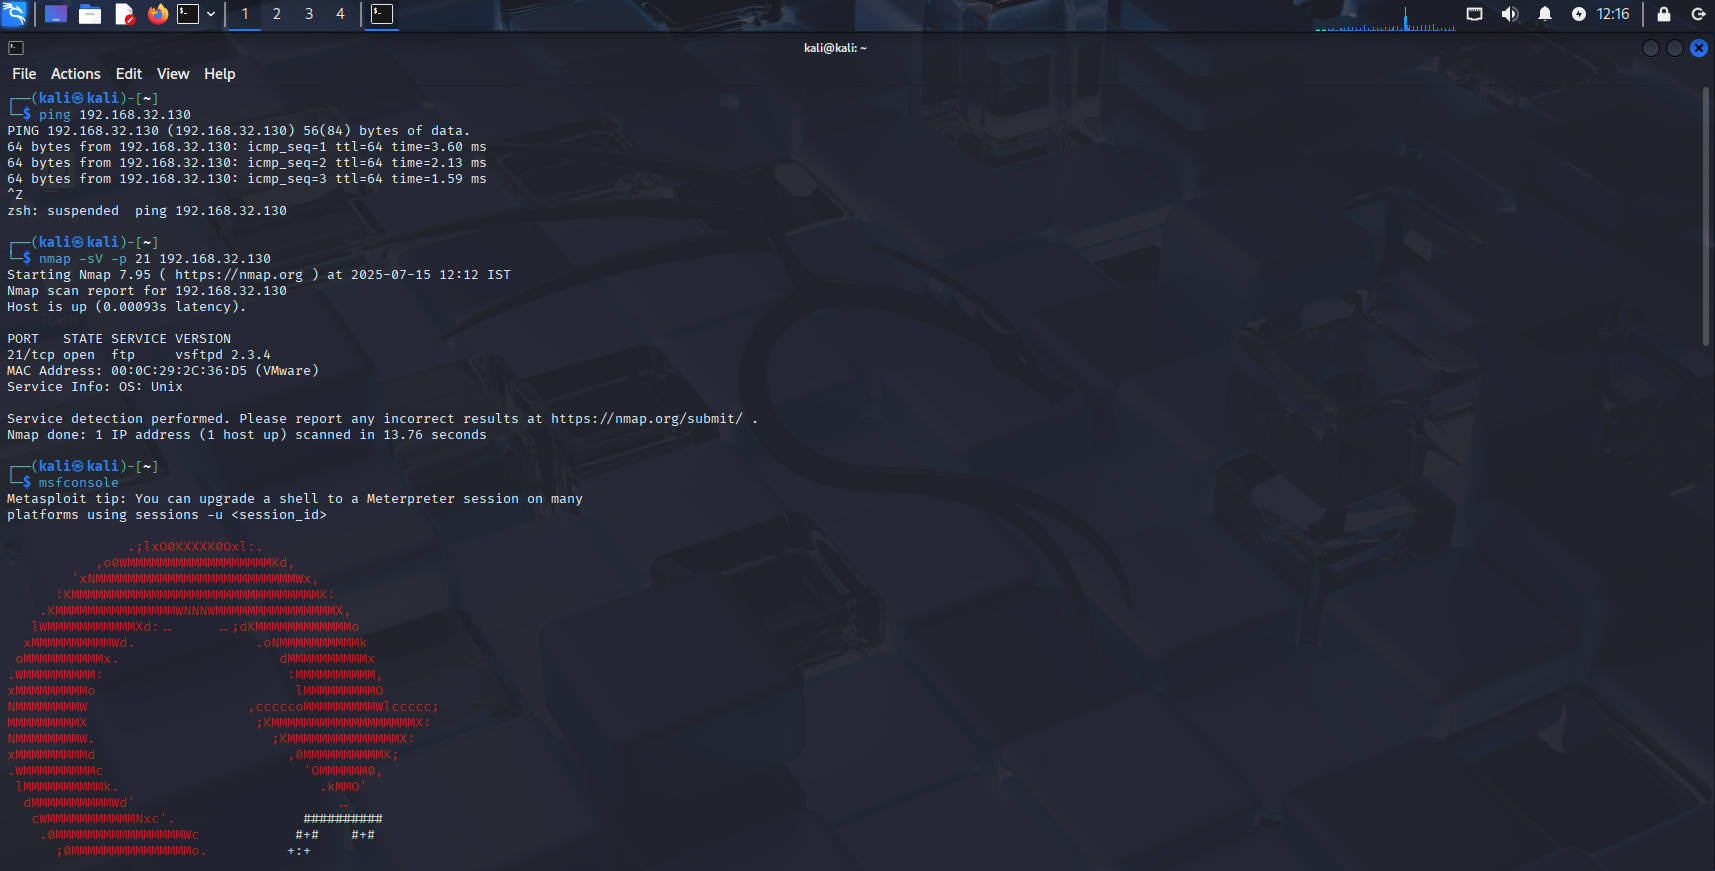 1 2 3 4 12:16
kali@kali: ~
File Actions Edit View Help
┌──(kali㉿kali)-[~]
└─$ ping 192.168.32.130
PING 192.168.32.130 (192.168.32.130) 56(84) bytes of data.
64 bytes from 192.168.32.130: icmp_seq=1 ttl=64 time=3.60 ms
64 bytes from 192.168.32.130: icmp_seq=2 ttl=64 time=2.13 ms
64 bytes from 192.168.32.130: icmp_seq=3 ttl=64 time=1.59 ms
^Z
zsh: suspended  ping 192.168.32.130
┌──(kali㉿kali)-[~]
└─$ nmap -sV -p 21 192.168.32.130
Starting Nmap 7.95 ( https://nmap.org ) at 2025-07-15 12:12 IST
Nmap scan report for 192.168.32.130
Host is up (0.00093s latency).
Trash
PORT   STATE SERVICE VERSION
21/tcp open  ftp     vsftpd 2.3.4
MAC Address: 00:0C:29:2C:36:D5 (VMware)
Service Info: OS: Unix
Service detection performed. Please report any incorrect results at https://nmap.org/submit/ .
Nmap done: 1 IP address (1 host up) scanned in 13.76 seconds
┌──(kali㉿kali)-[~]
└─$ msfconsole
Metasploit tip: You can upgrade a shell to a Meterpreter session on many
platforms using sessions -u <session_id>
               .;lxO0KXXXK0Oxl:.
           ,o0WMMMMMMMMMMMMMMMMMMKd,
        'xNMMMMMMMMMMMMMMMMMMMMMMMMMWx,
      :KMMMMMMMMMMMMMMMMMMMMMMMMMMMMMMMK:
    .KMMMMMMMMMMMMMMMWNNNWMMMMMMMMMMMMMMMX,
   lWMMMMMMMMMMMXd:..     ..;dKMMMMMMMMMMMMo
  xMMMMMMMMMMWd.               .oNMMMMMMMMMMk
 oMMMMMMMMMMx.                    dMMMMMMMMMMx
.WMMMMMMMMM:                       :MMMMMMMMMM,
xMMMMMMMMMo                         lMMMMMMMMMO
NMMMMMMMMW                    ,cccccoMMMMMMMMMWlccccc;
MMMMMMMMMX                     ;KMMMMMMMMMMMMMMMMMMX:
NMMMMMMMMW.                      ;KMMMMMMMMMMMMMMX:
xMMMMMMMMMd                        ,0MMMMMMMMMMK;
.WMMMMMMMMMc                         'OMMMMMM0,
 lMMMMMMMMMMk.                         .kMMO'
  dMMMMMMMMMMWd'                         ..
   cWMMMMMMMMMMMNxc'.                ##########
    .0MMMMMMMMMMMMMMMMWc            #+#    #+#
      ;0MMMMMMMMMMMMMMMo.          +:+